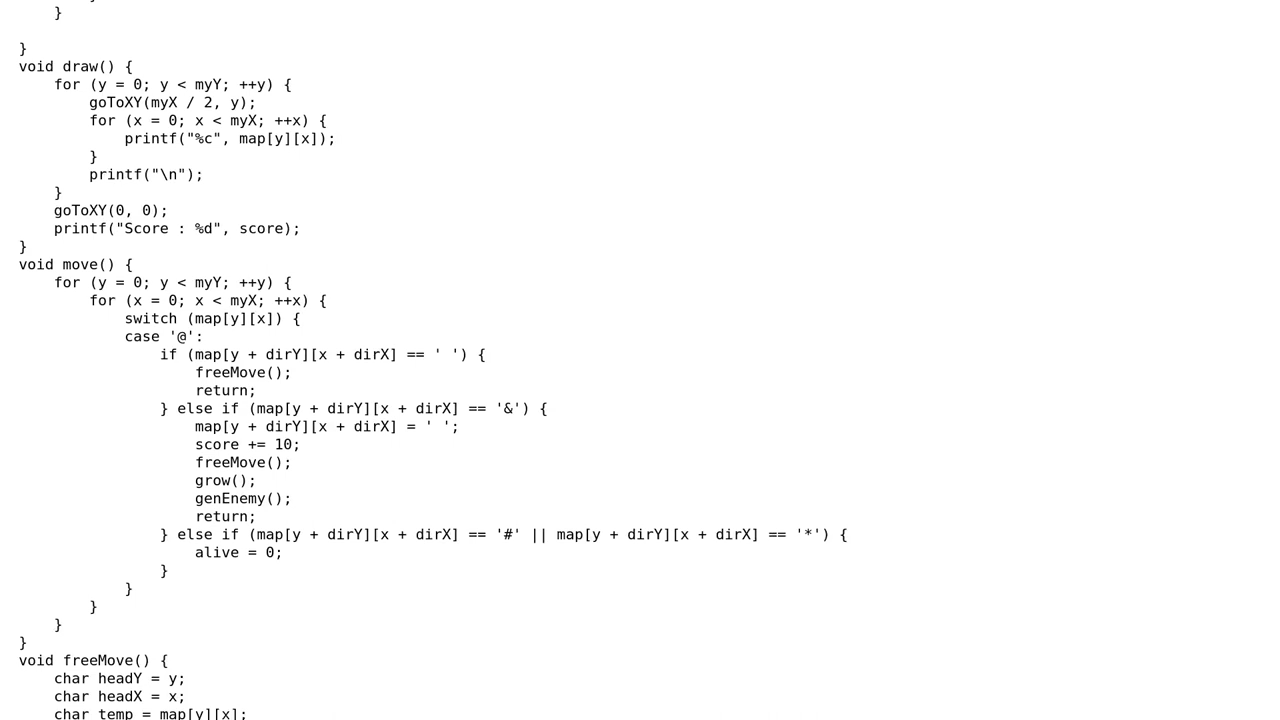 }

}
void draw() {
    for (y = 0; y < myY; ++y) {
        goToXY(myX / 2, y);
        for (x = 0; x < myX; ++x) {
            printf("%c", map[y][x]);
        }
        printf("\n");
    }
    goToXY(0, 0);
    printf("Score : %d", score);
}
void move() {
    for (y = 0; y < myY; ++y) {
        for (x = 0; x < myX; ++x) {
            switch (map[y][x]) {
            case '@':
                if (map[y + dirY][x + dirX] == ' ') {
                    freeMove();
                    return;
                } else if (map[y + dirY][x + dirX] == '&') {
                    map[y + dirY][x + dirX] = ' ';
                    score += 10;
                    freeMove();
                    grow();
                    genEnemy();
                    return;
                } else if (map[y + dirY][x + dirX] == '#' || map[y + dirY][x + dirX] == '*') {
                    alive = 0;
                }
            }
        }
    }
}
void freeMove() {
    char headY = y;
    char headX = x;
    char temp = map[y][x];